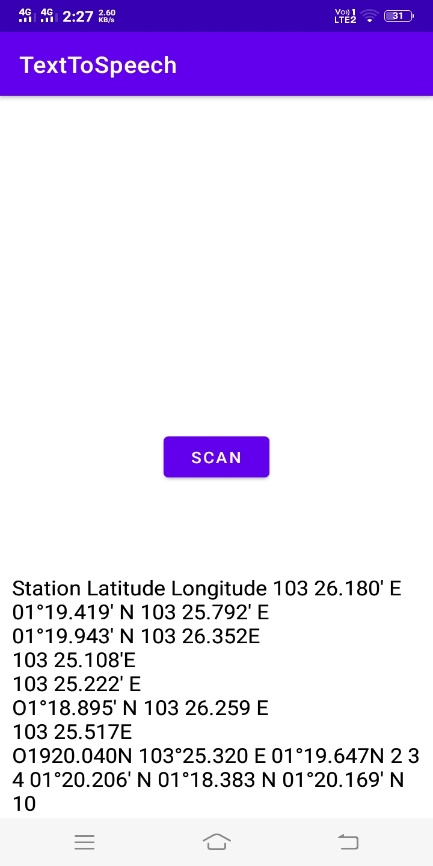 4G 4G 2:27 2.60 KB/s VoI) 1 LTE2 31
TextToSpeech
SCAN
Station Latitude Longitude 103 26.180' E
01°19.419' N 103 25.792' E
01°19.943' N 103 26.352E
103 25.108'E
103 25.222' E
O1°18.895' N 103 26.259 E
103 25.517E
O1920.040N 103°25.320 E 01°19.647N 2 3
4 01°20.206' N 01°18.383 N 01°20.169' N
10